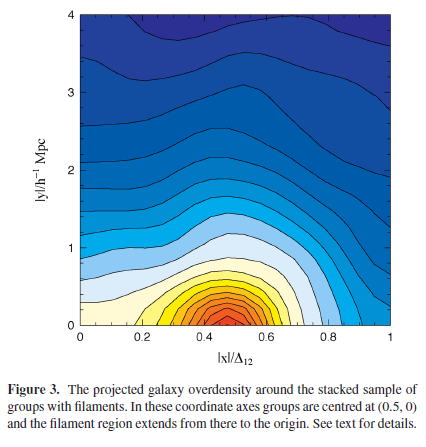 4
3
2
1
0
|y|/h⁻¹ Mpc
0 0.2 0.4 0.6 0.8 1
|x|/Δ₁₂
Figure 3. The projected galaxy overdensity around the stacked sample of
groups with filaments. In these coordinate axes groups are centred at (0.5, 0)
and the filament region extends from there to the origin. See text for details.